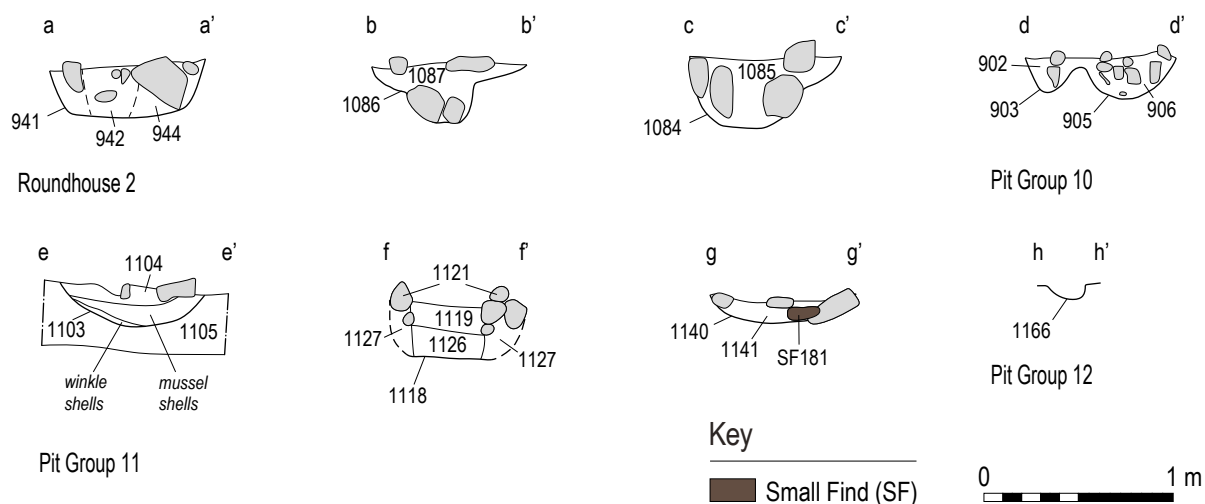 a a' b b' c c' d d'
1087 1085 902
1086
941 942 944 1084 903 905 906
Roundhouse 2 Pit Group 10
e e' f f' g g' h h'
1104 1121
1103 1105 1119 1140 1141 1166
1127 1126 1127 SF181
winkle shells mussel shells 1118 Pit Group 12
Key
Pit Group 11
Small Find (SF) 0 1 m